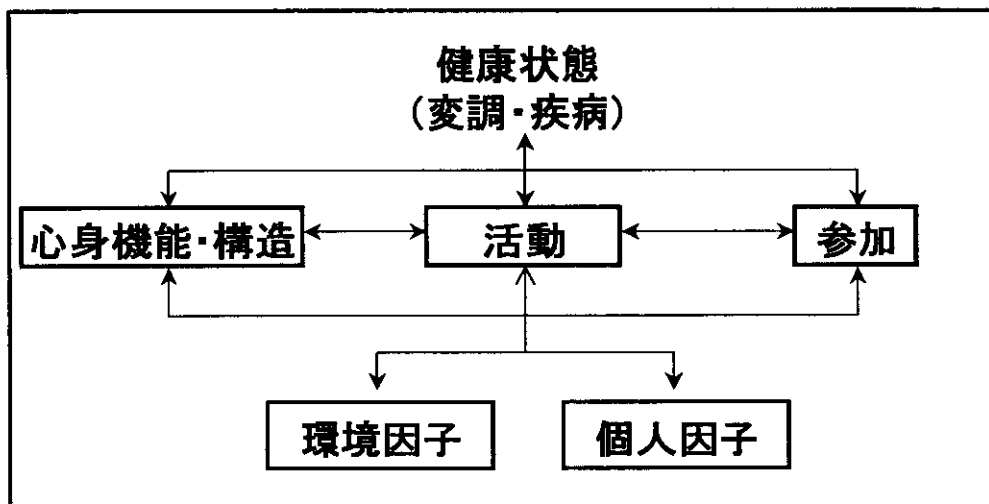 健康状態
(変調・疾病)
心身機能・構造
活動
参加
環境因子
個人因子